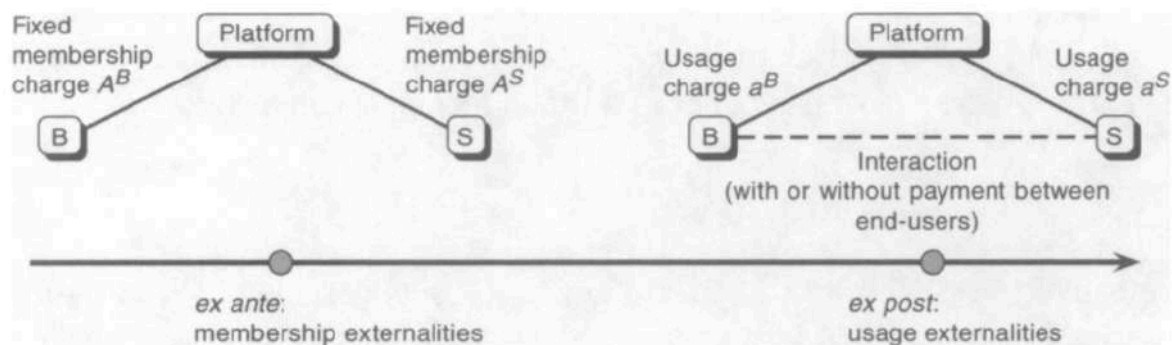 Fixed
membership
charge A^B
Platform
Fixed
membership
charge A^S
B
S
Usage
charge a^B
Platform
Usage
charge a^S
B
S
Interaction
(with or without payment between
end-users)
ex ante:
membership externalities
ex post:
usage externalities